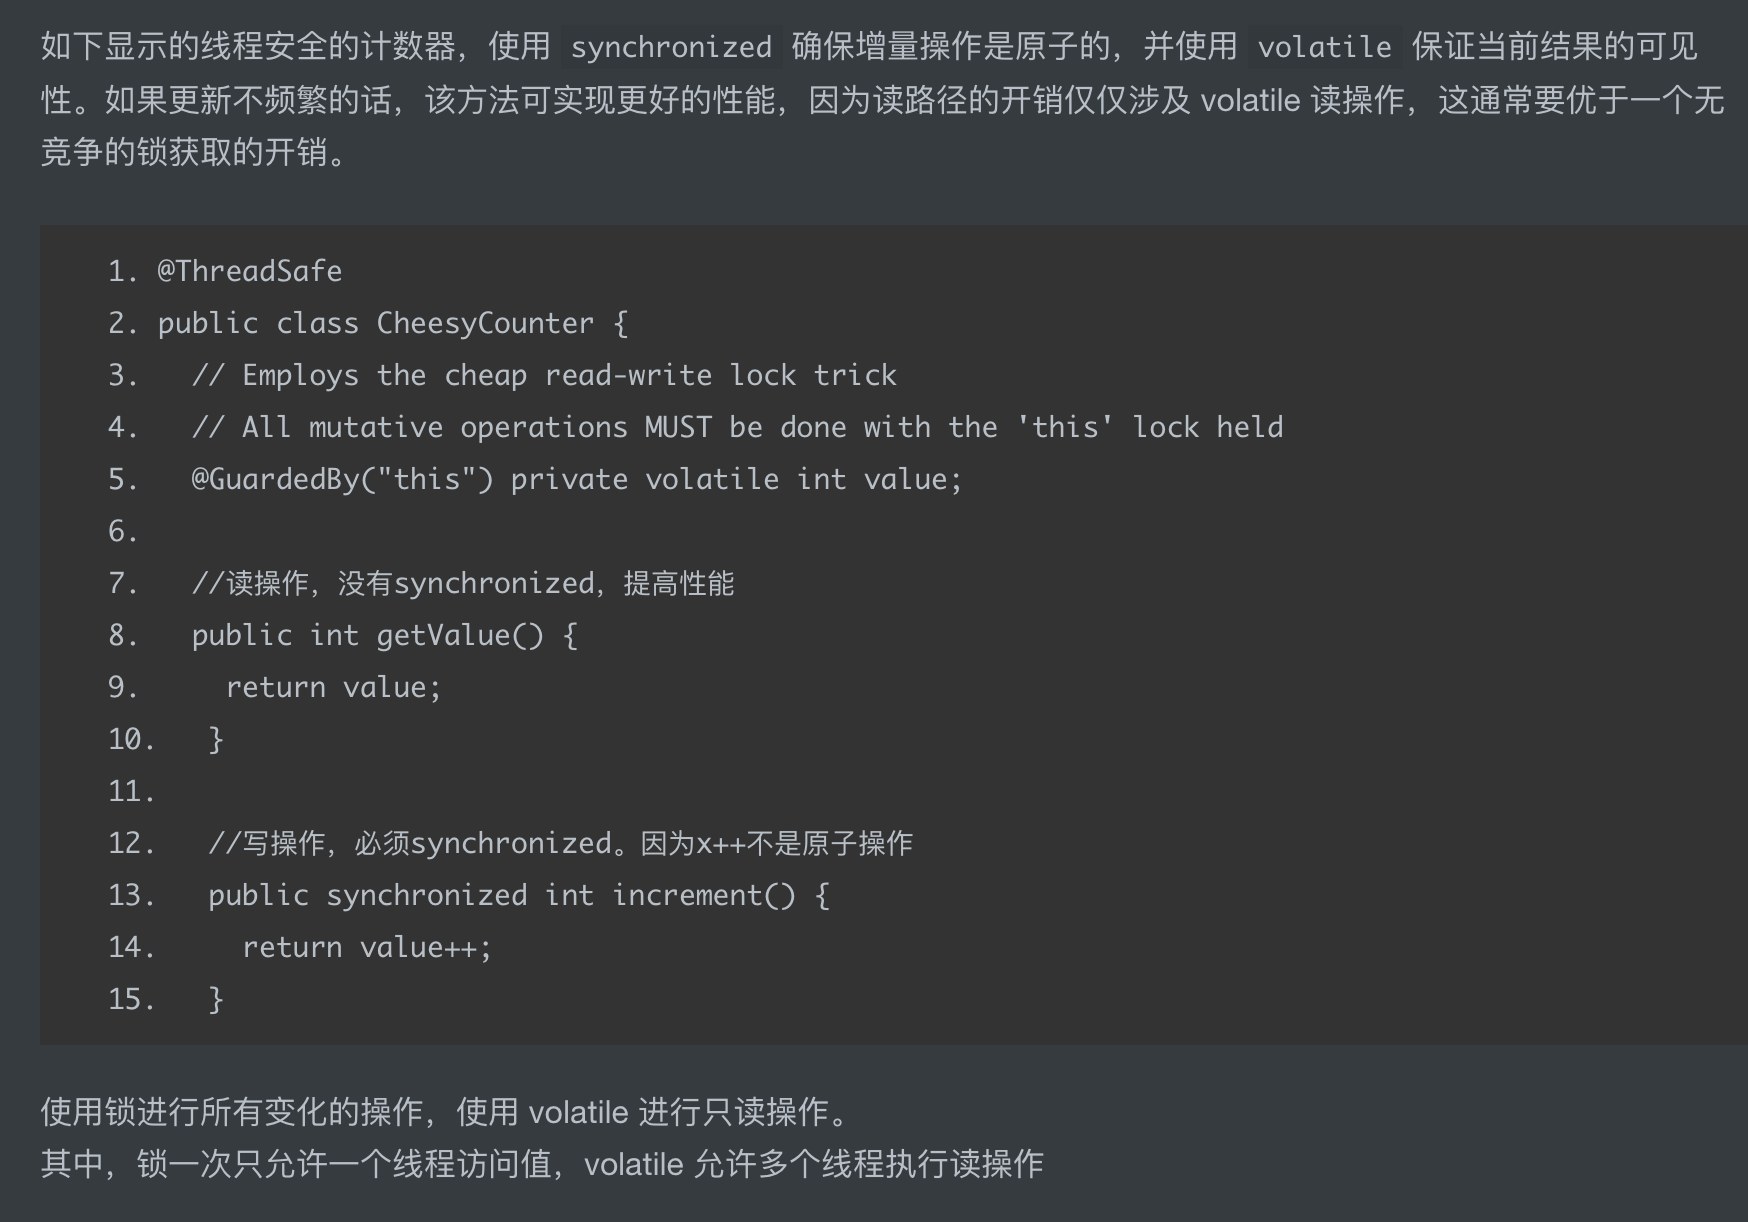 如下显示的线程安全的计数器，使用 synchronized 确保增量操作是原子的，并使用 volatile 保证当前结果的可见
性。如果更新不频繁的话，该方法可实现更好的性能，因为读路径的开销仅仅涉及 volatile 读操作，这通常要优于一个无
竞争的锁获取的开销。
1. @ThreadSafe
2. public class CheesyCounter {
3.   // Employs the cheap read-write lock trick
4.   // All mutative operations MUST be done with the 'this' lock held
5.   @GuardedBy("this") private volatile int value;
6.
7.   //读操作，没有synchronized，提高性能
8.   public int getValue() {
9.     return value;
10.   }
11.
12.   //写操作，必须synchronized。因为x++不是原子操作
13.   public synchronized int increment() {
14.     return value++;
15.   }
使用锁进行所有变化的操作，使用 volatile 进行只读操作。
其中，锁一次只允许一个线程访问值，volatile 允许多个线程执行读操作